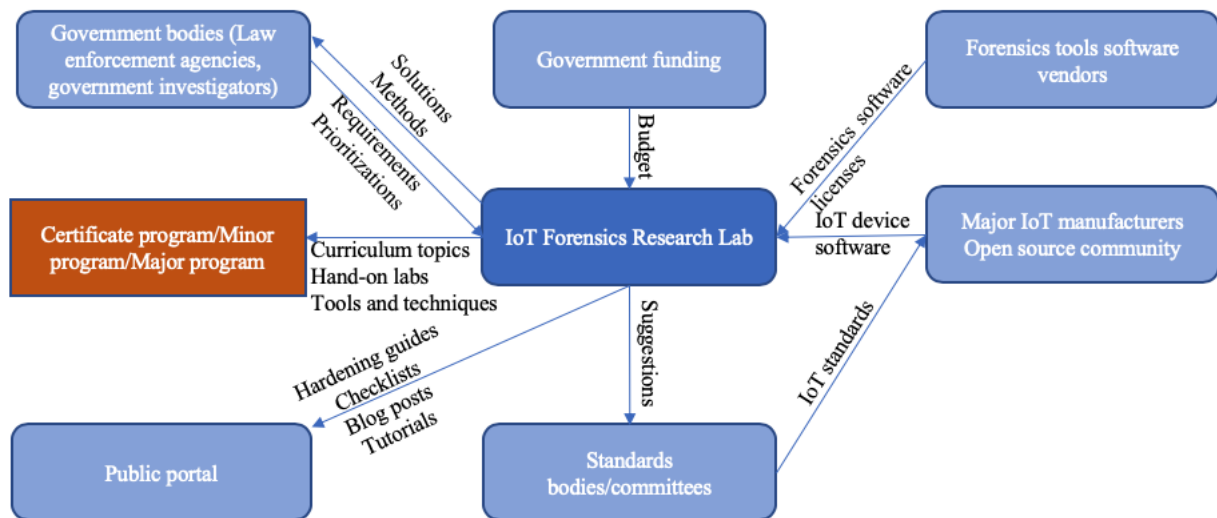 Government bodies (Law
enforcement agencies,
government investigators)
Government funding
Forensics tools software
vendors
Solutions
Methods
Requirements
Prioritizations
Budget
Forensics software
licenses
Certificate program/Minor
program/Major program
IoT Forensics Research Lab
IoT device
software
Major IoT manufacturers
Open source community
Curriculum topics
Hand-on labs
Tools and techniques
Hardening guides
Checklists
Blog posts
Tutorials
Suggestions
IoT standards
Public portal
Standards
bodies/committees